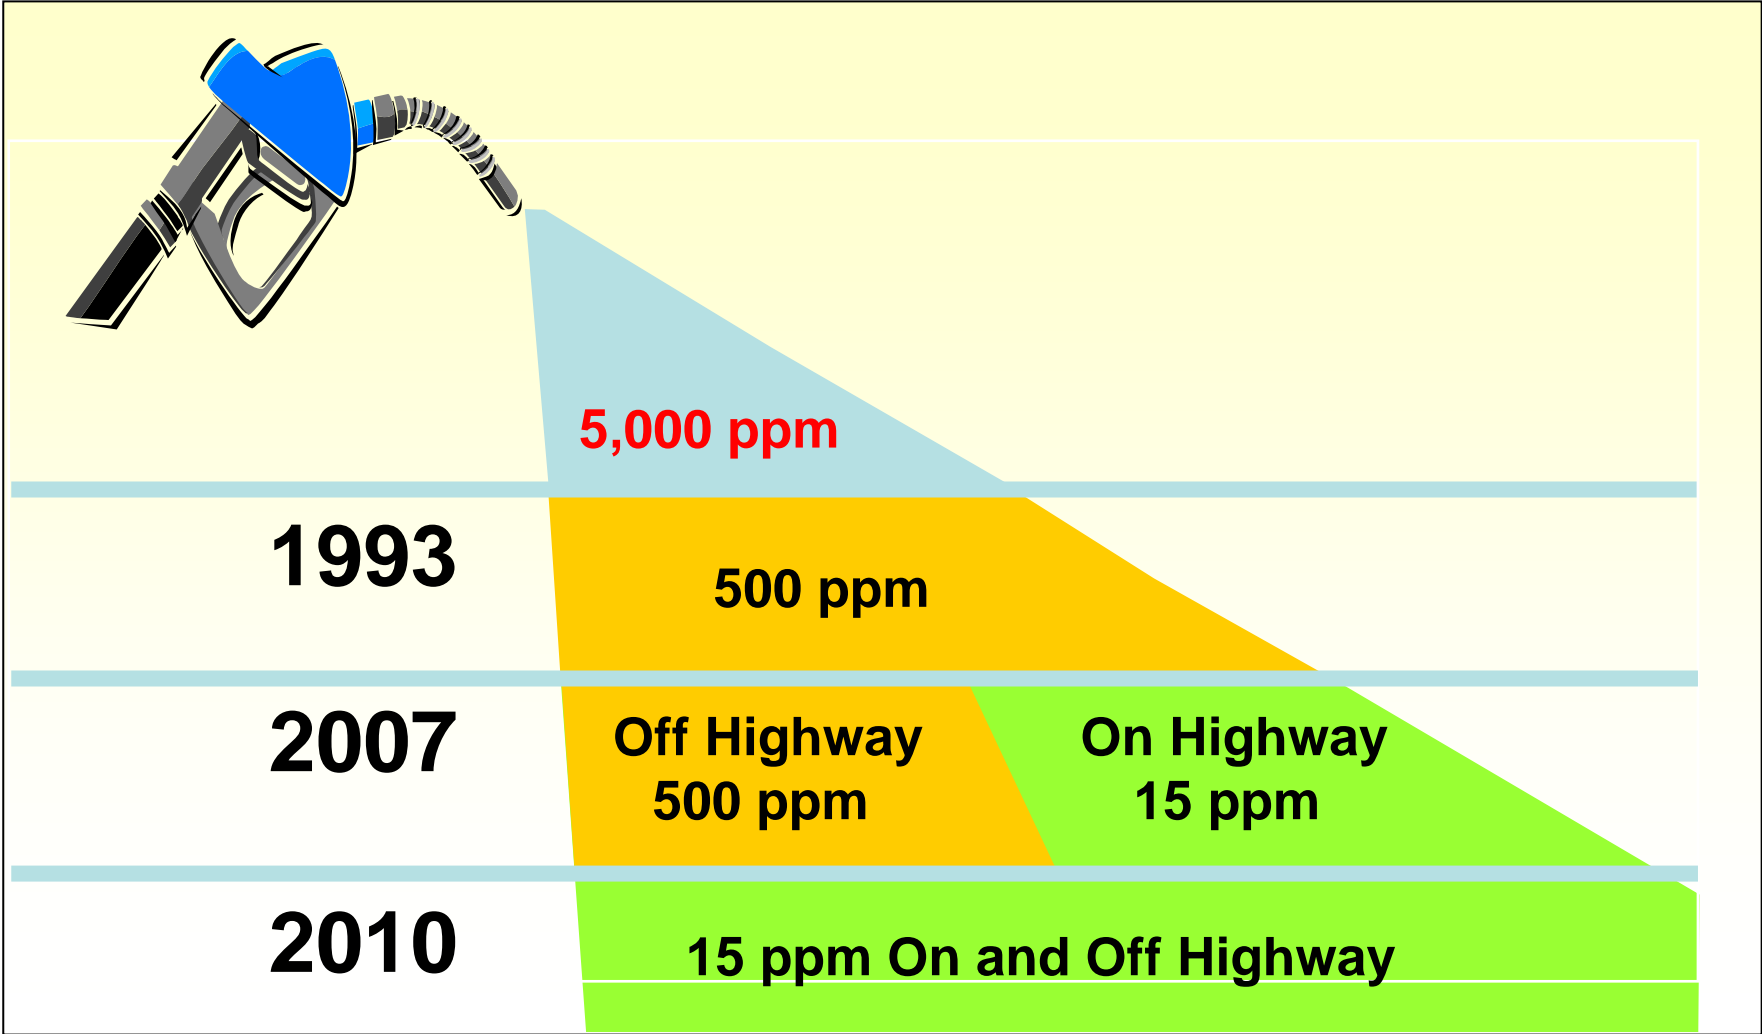 5,000 ppm
1993
500 ppm
2007
Off Highway
500 ppm
On Highway
15 ppm
2010
15 ppm On and Off Highway